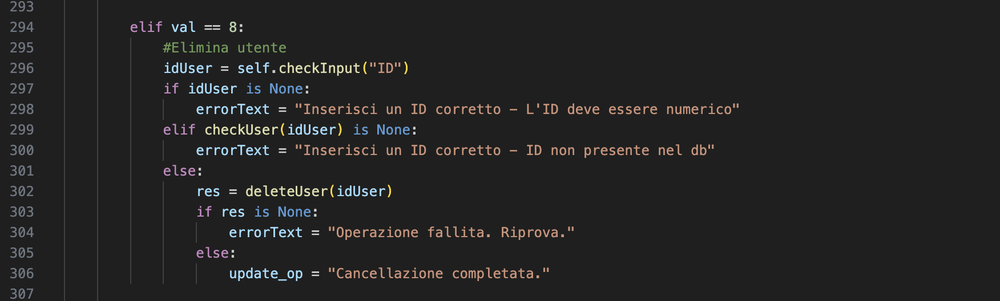 293
294 elif val == 8:
295 #Elimina utente
296 idUser = self.checkInput("ID")
297 if idUser is None:
298 errorText = "Inserisci un ID corretto – L'ID deve essere numerico"
299 elif checkUser(idUser) is None:
300 errorText = "Inserisci un ID corretto – ID non presente nel db"
301 else:
302 res = deleteUser(idUser)
303 if res is None:
304 errorText = "Operazione fallita. Riprova."
305 else:
306 update_op = "Cancellazione completata."
307